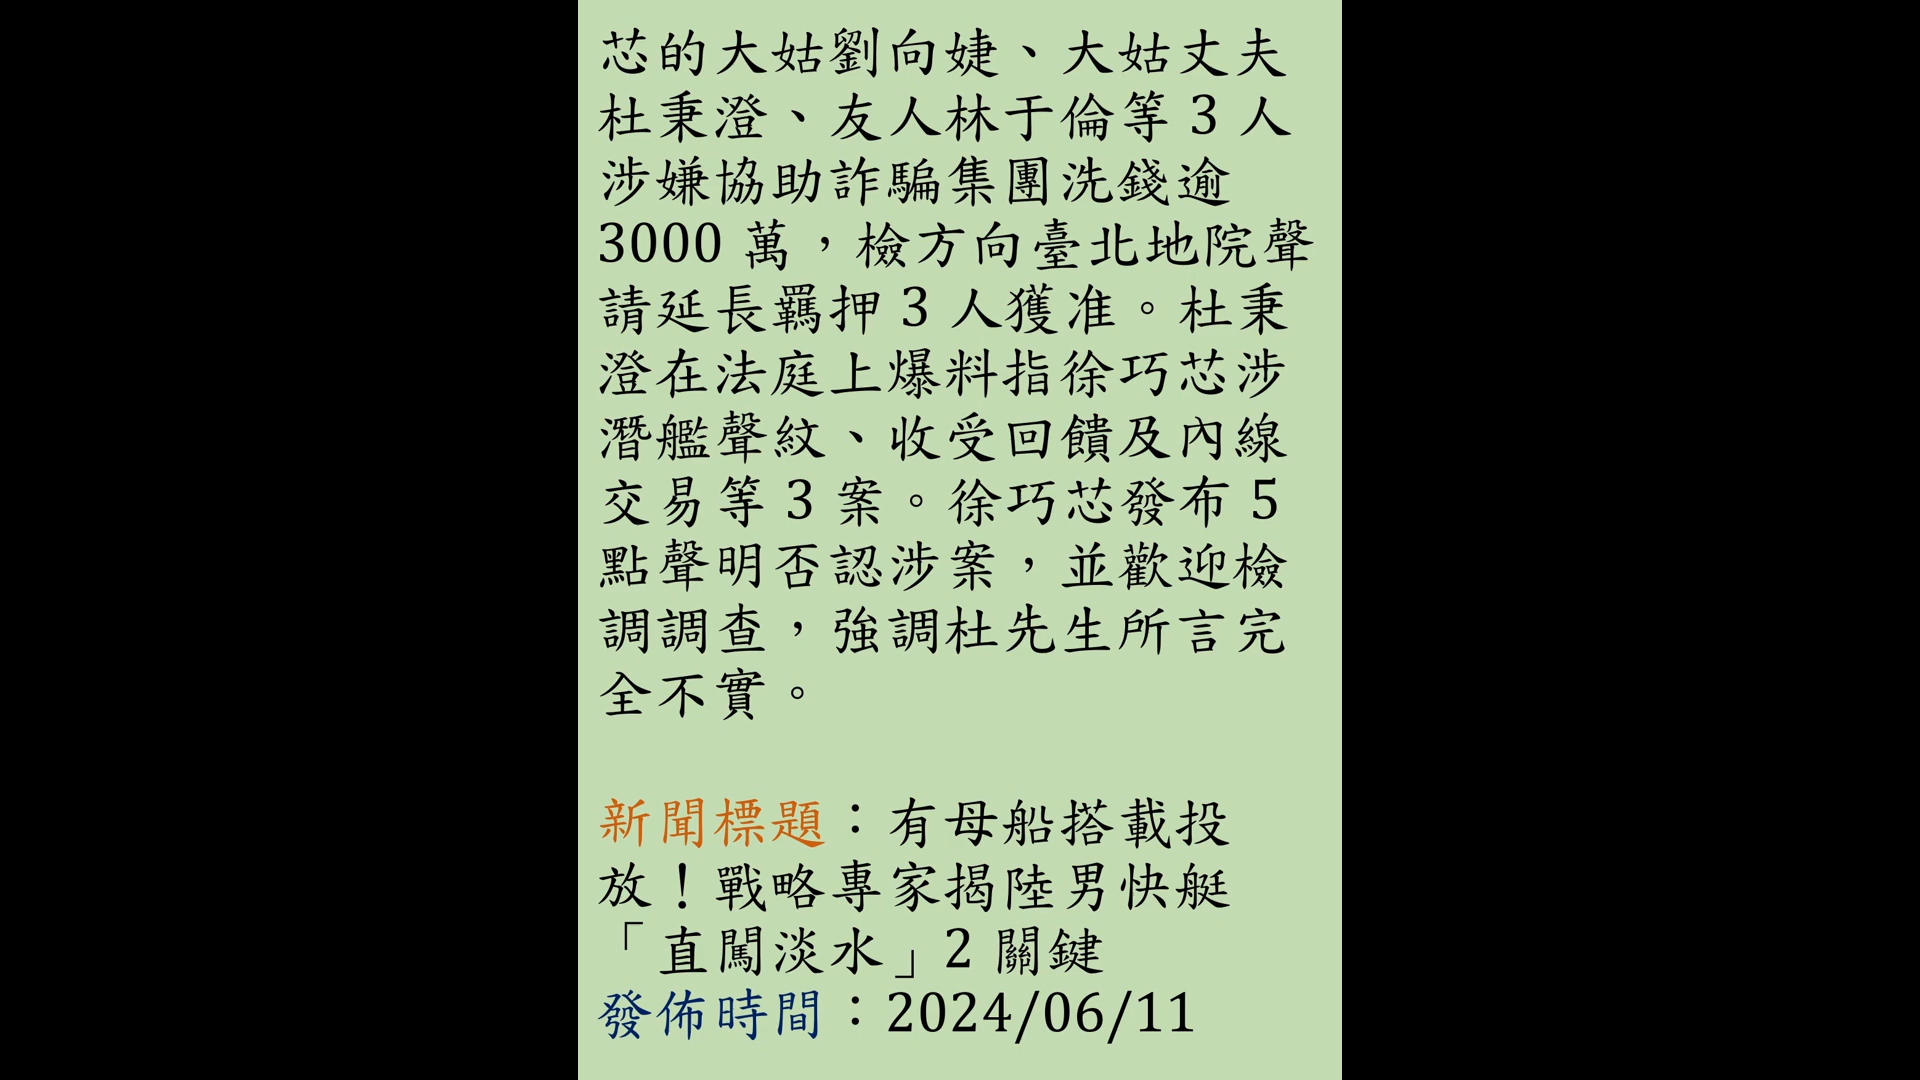 芯的大姑劉向婕、大姑丈夫
杜秉澄、友人林于倫等 3 人
涉嫌協助詐騙集團洗錢逾
3000 萬，檢方向臺北地院聲
請延長羈押 3 人獲准。杜秉
澄在法庭上爆料指徐巧芯涉
潛艦聲紋、收受回饋及內線
交易等 3 案。徐巧芯發布 5
點聲明否認涉案，並歡迎檢
調調查，強調杜先生所言完
全不實。
新聞標題：有母船搭載投
放！戰略專家揭陸男快艇
「直闖淡水」2 關鍵
發佈時間：2024/06/11